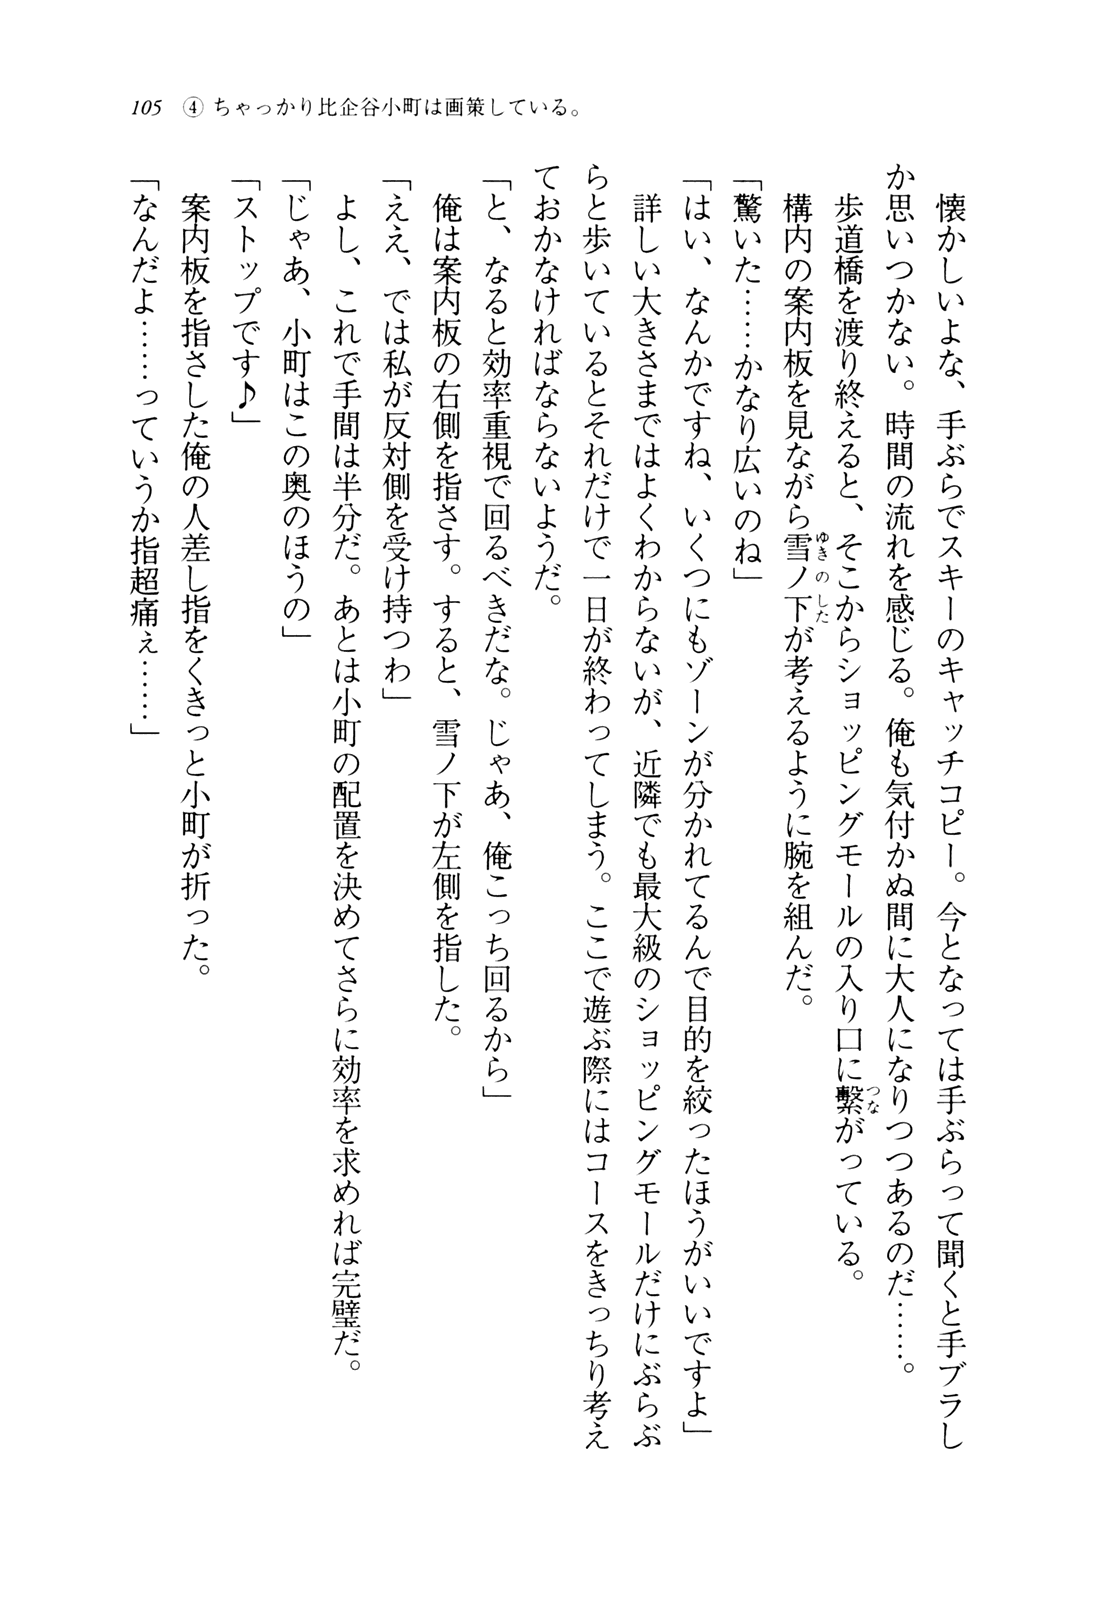 105 ④ ちゃっかり比企谷小町は画策している。
懐かしいよな、手ぶらでスキーのキャッチコピー。今となっては手ぶらって聞くと手ブラし
か思いつかない。時間の流れを感じる。俺も気付かぬ間に大人になりつつあるのだ……。
歩道橋を渡り終えると、そこからショッピングモールの入り口に繫がっている。
構内の案内板を見ながら雪ノ下が考えるように腕を組んだ。
「驚いた……かなり広いのね」
「はい、なんかですね、いくつにもゾーンが分かれてるんで目的を絞ったほうがいいですよ」
詳しい大きさまではよくわからないが、近隣でも最大級のショッピングモールだけにぶらぶ
らと歩いているとそれだけで一日が終わってしまう。ここで遊ぶ際にはコースをきっちり考え
ておかなければならないようだ。
「と、なると効率重視で回るべきだな。じゃあ、俺こっち回るから」
俺は案内板の右側を指さす。すると、雪ノ下が左側を指した。
「ええ、では私が反対側を受け持つわ」
よし、これで手間は半分だ。あとは小町の配置を決めてさらに効率を求めれば完璧だ。
「じゃあ、小町はこの奥のほうの」
「ストップです♪」
案内板を指さした俺の人差し指をくきっと小町が折った。
「なんだよ……っていうか指超痛ぇ……」